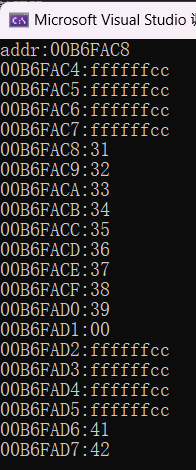 Microsoft Visual Studio
addr:00B6FAC8
00B6FAC4:ffffffcc
00B6FAC5:ffffffcc
00B6FAC6:ffffffcc
00B6FAC7:ffffffcc
00B6FAC8:31
00B6FAC9:32
00B6FACA:33
00B6FACB:34
00B6FACC:35
00B6FACD:36
00B6FACE:37
00B6FACF:38
00B6FAD0:39
00B6FAD1:00
00B6FAD2:ffffffcc
00B6FAD3:ffffffcc
00B6FAD4:ffffffcc
00B6FAD5:ffffffcc
00B6FAD6:41
00B6FAD7:42